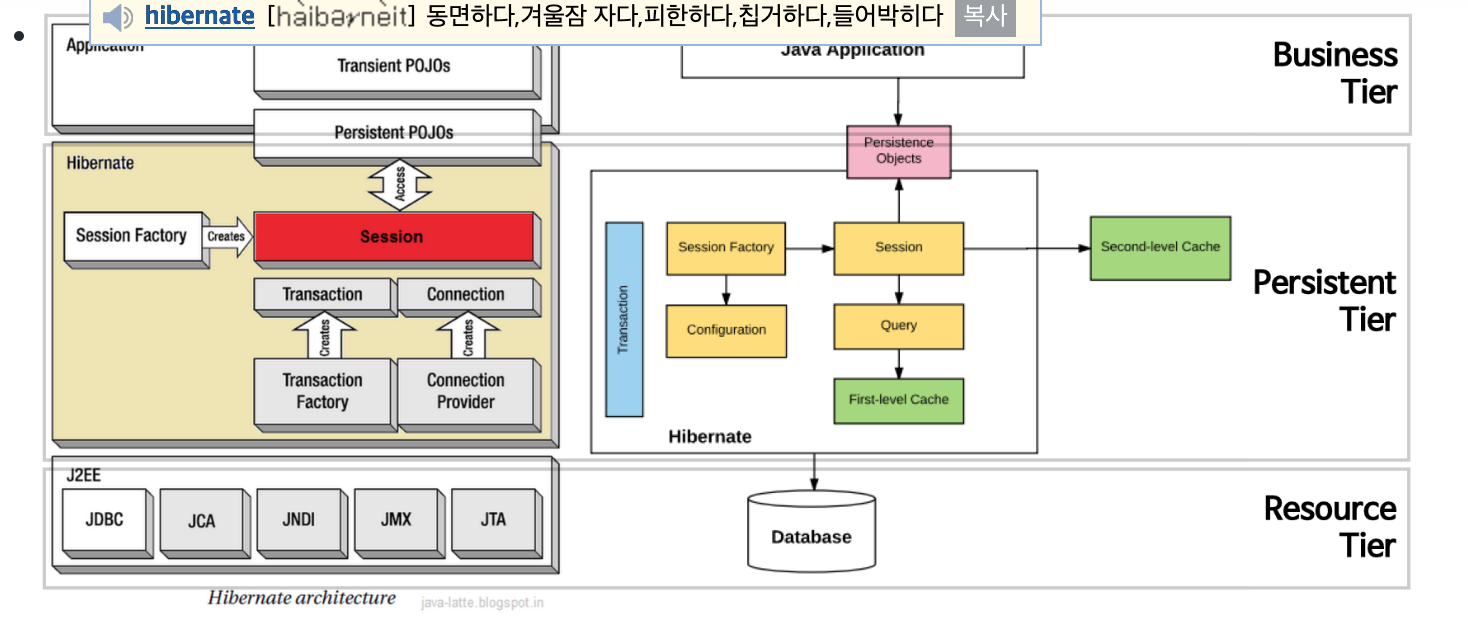 hibernate [hàibərnèit] 동면하다,겨울잠 자다,피한하다,칩거하다,들어박히다 복사
Application
Transient POJOs
Persistent POJOs
Hibernate
Access
Session Factory
Creates
Session
Transaction
Connection
Creates
Creates
Transaction
Factory
Connection
Provider
J2EE
JDBC
JCA
JNDI
JMX
JTA
Hibernate architecture
java-latte.blogspot.in
Java Application
Persistence
Objects
Transaction
Session Factory
Session
Second-level Cache
Configuration
Query
First-level Cache
Hibernate
Database
Business
Tier
Persistent
Tier
Resource
Tier